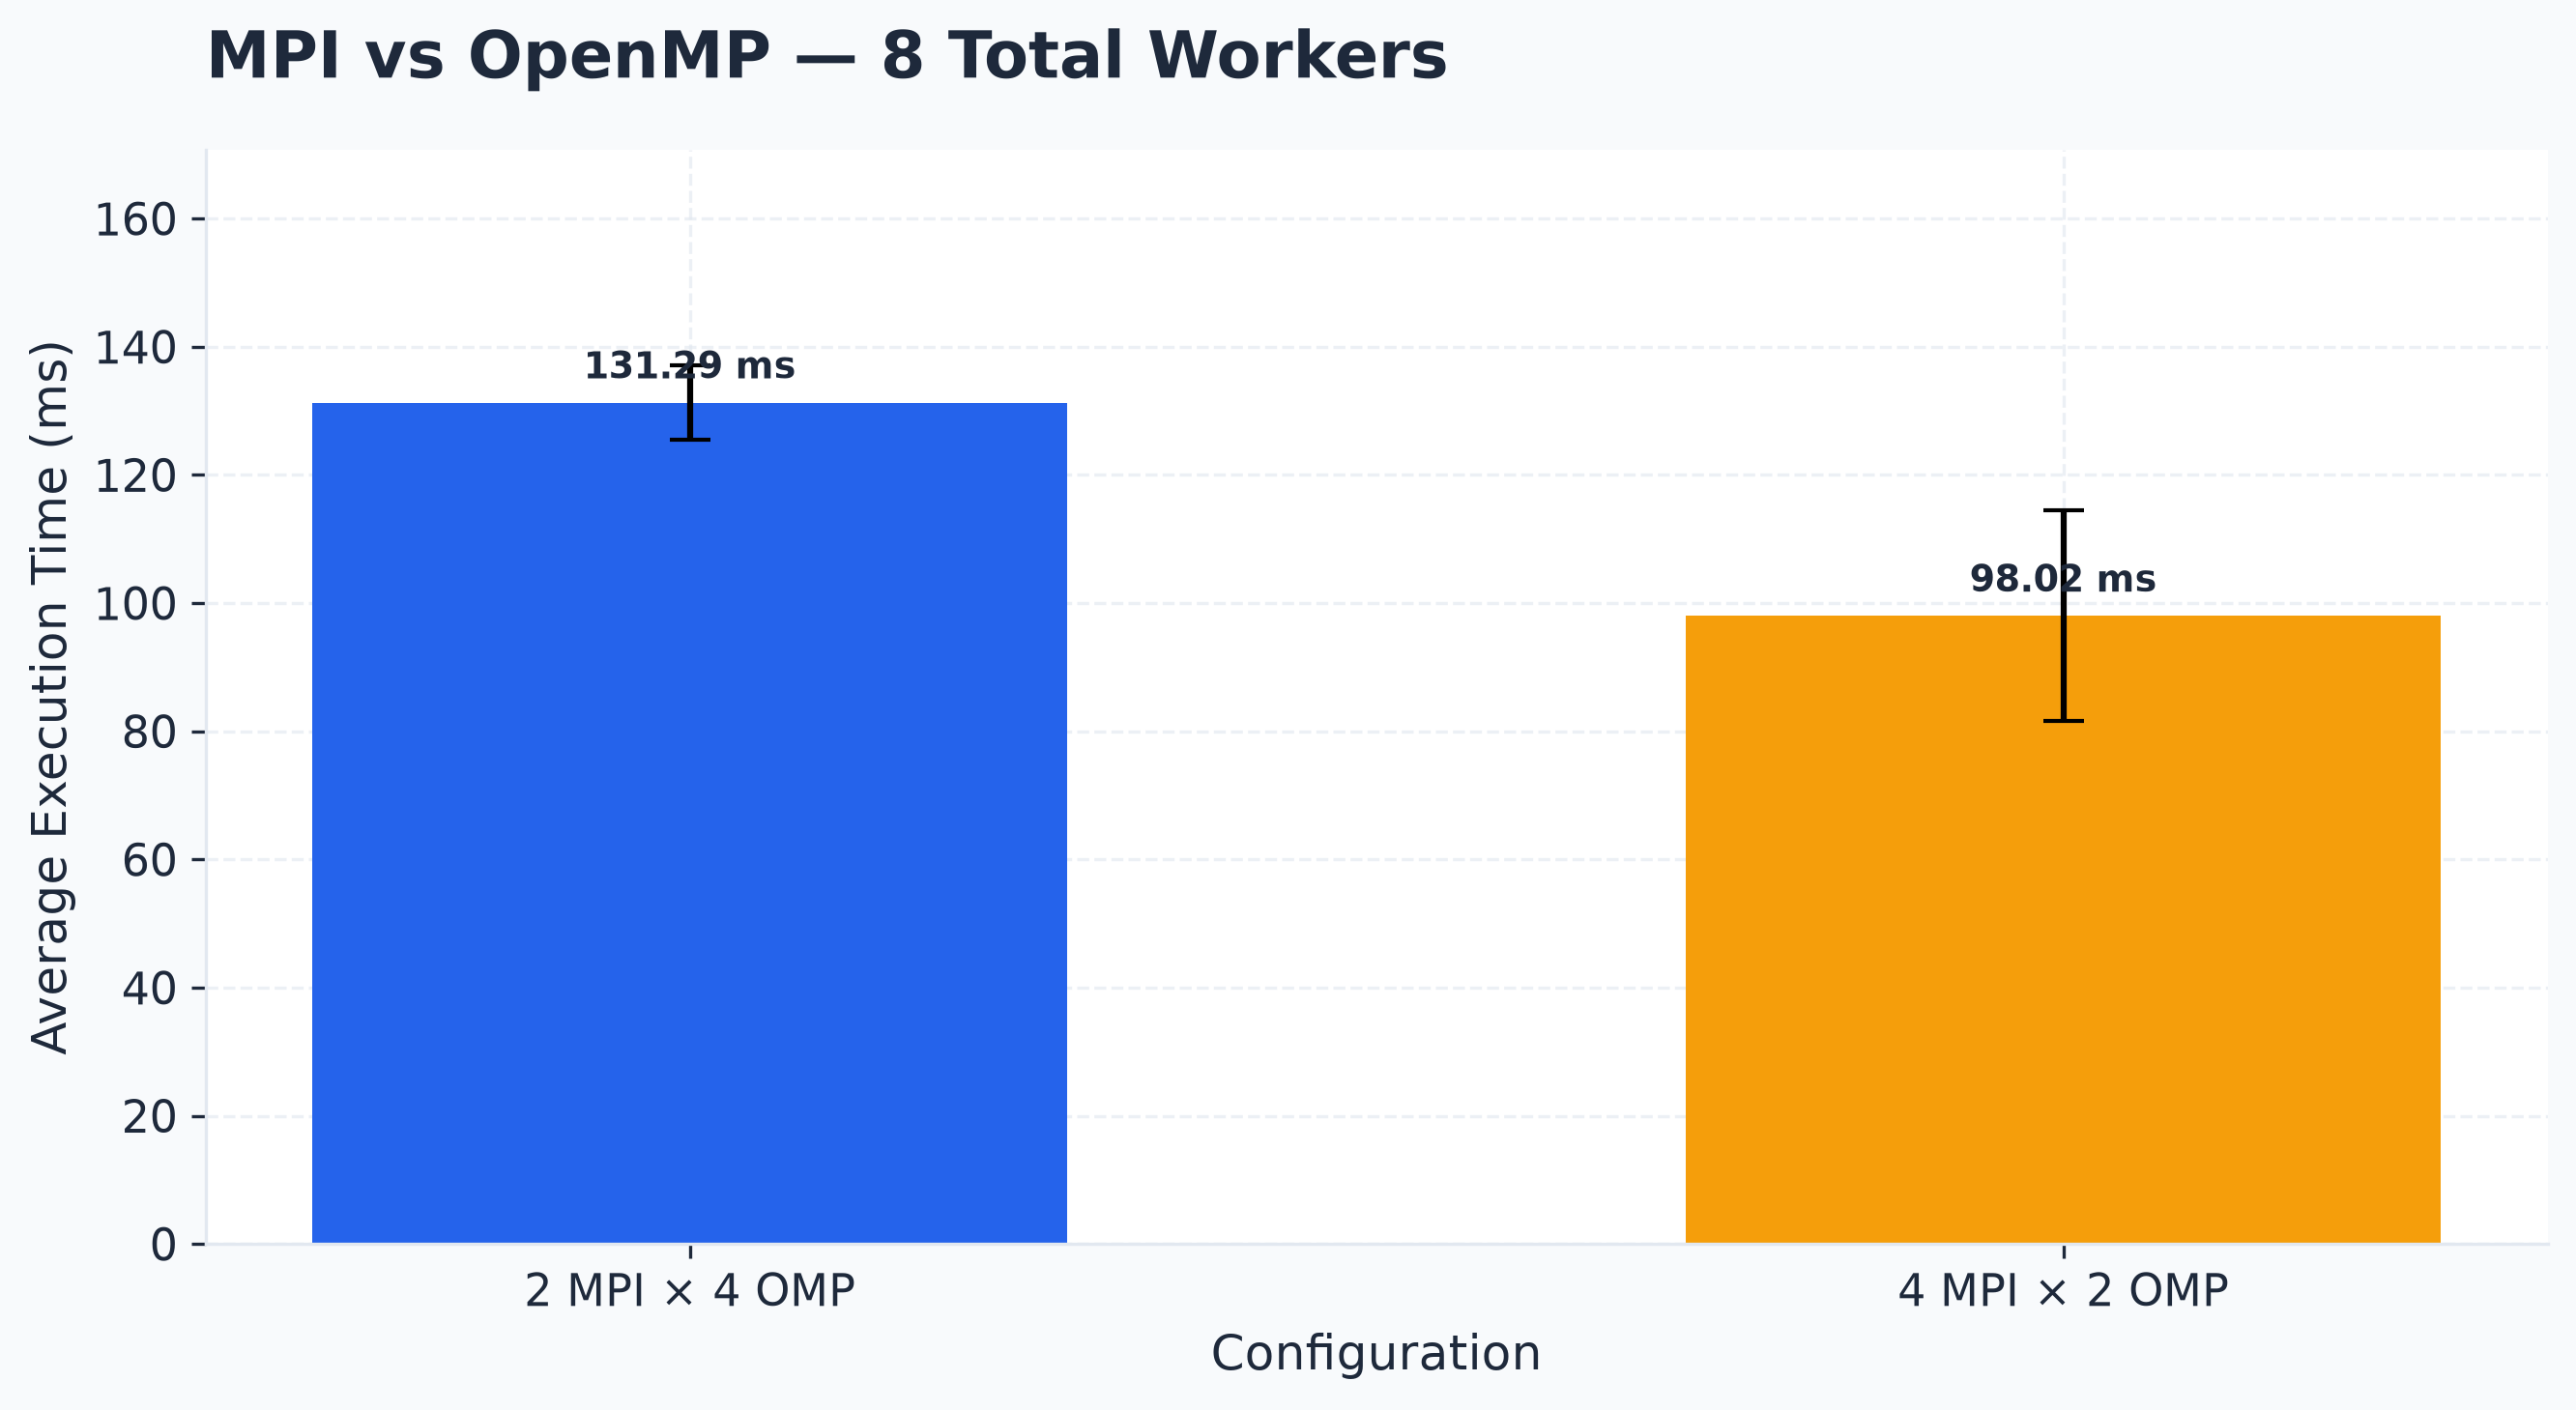 MPI vs OpenMP — 8 Total Workers
Average Execution Time (ms)
160
140
120
100
80
60
40
20
0
131.29 ms
98.02 ms
2 MPI × 4 OMP
4 MPI × 2 OMP
Configuration